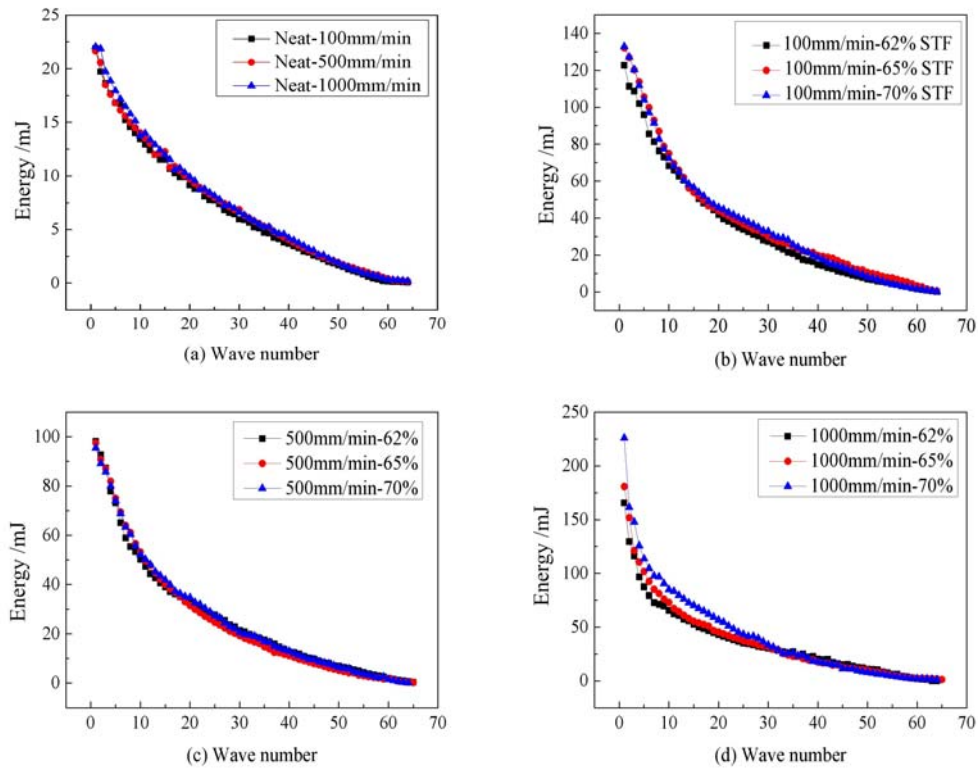 25
20
15
10
5
0
Energy /mJ
Neat-100mm/min
Neat-500mm/min
Neat-1000mm/min
0 10 20 30 40 50 60 70
(a) Wave number
140
120
100
80
60
40
20
0
Energy /mJ
100mm/min-62% STF
100mm/min-65% STF
100mm/min-70% STF
0 10 20 30 40 50 60 70
(b) Wave number
100
80
60
40
20
0
Energy /mJ
500mm/min-62%
500mm/min-65%
500mm/min-70%
0 10 20 30 40 50 60 70
(c) Wave number
250
200
150
100
50
0
Energy /mJ
1000mm/min-62%
1000mm/min-65%
1000mm/min-70%
0 10 20 30 40 50 60 70
(d) Wave number